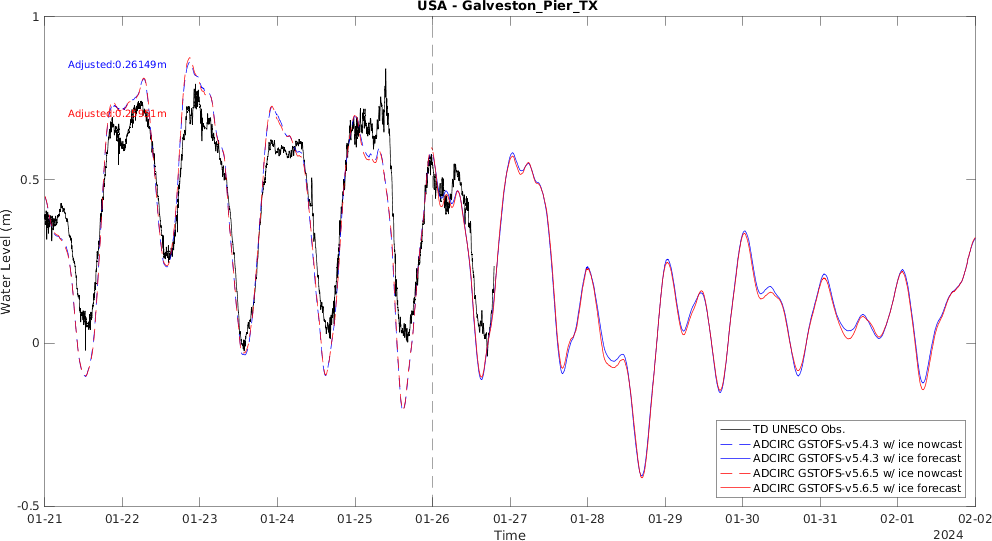 USA - Galveston_Pier_TX
1
0.5
0
-0.5
Water Level (m)
Adjusted:0.26149m
01-21 01-22 01-23 01-24 01-25 01-26 01-27 01-28 01-29 01-30 01-31 02-01 02-02
Time
2024
TD UNESCO Obs.
ADCIRC GSTOFS-v5.4.3 w/ ice nowcast
ADCIRC GSTOFS-v5.4.3 w/ ice forecast
ADCIRC GSTOFS-v5.6.5 w/ ice nowcast
ADCIRC GSTOFS-v5.6.5 w/ ice forecast